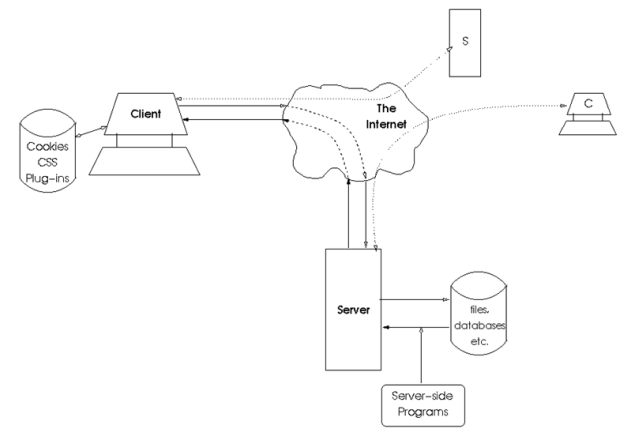 S
The
Internet
C
Client
Cookies
CSS
Plug-ins
Server
files,
databases
etc.
Server-side
Programs